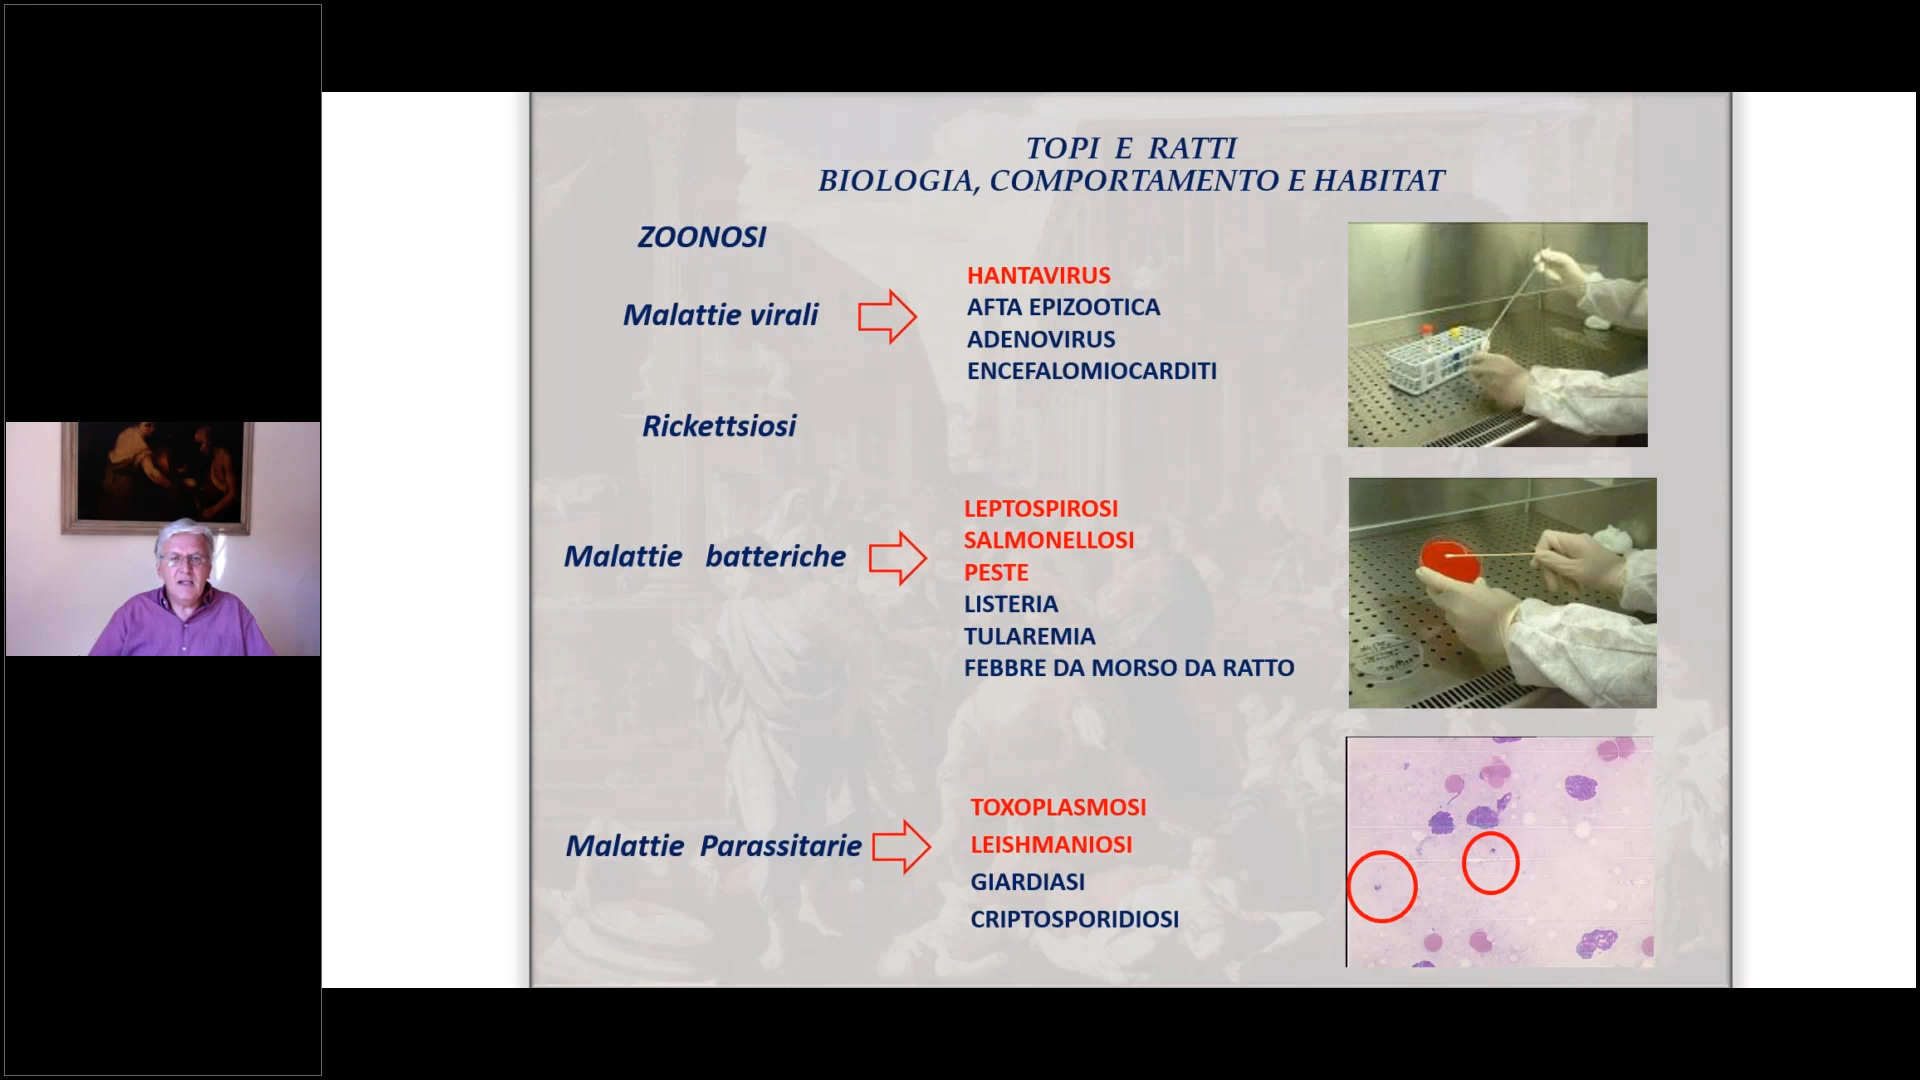 TOPI E RATTI
BIOLOGIA, COMPORTAMENTO E HABITAT
ZOONOSI
Malattie virali
HANTAVIRUS
AFTA EPIZOOTICA
ADENOVIRUS
ENCEFALOMIOCARDITI
Rickettsiosi
Malattie batteriche
LEPTOSPIROSI
SALMONELLOSI
PESTE
LISTERIA
TULAREMIA
FEBBRE DA MORSO DA RATTO
Malattie Parassitarie
TOXOPLASMOSI
LEISHMANIOSI
GIARDIASI
CRIPTOSPORIDIOSI